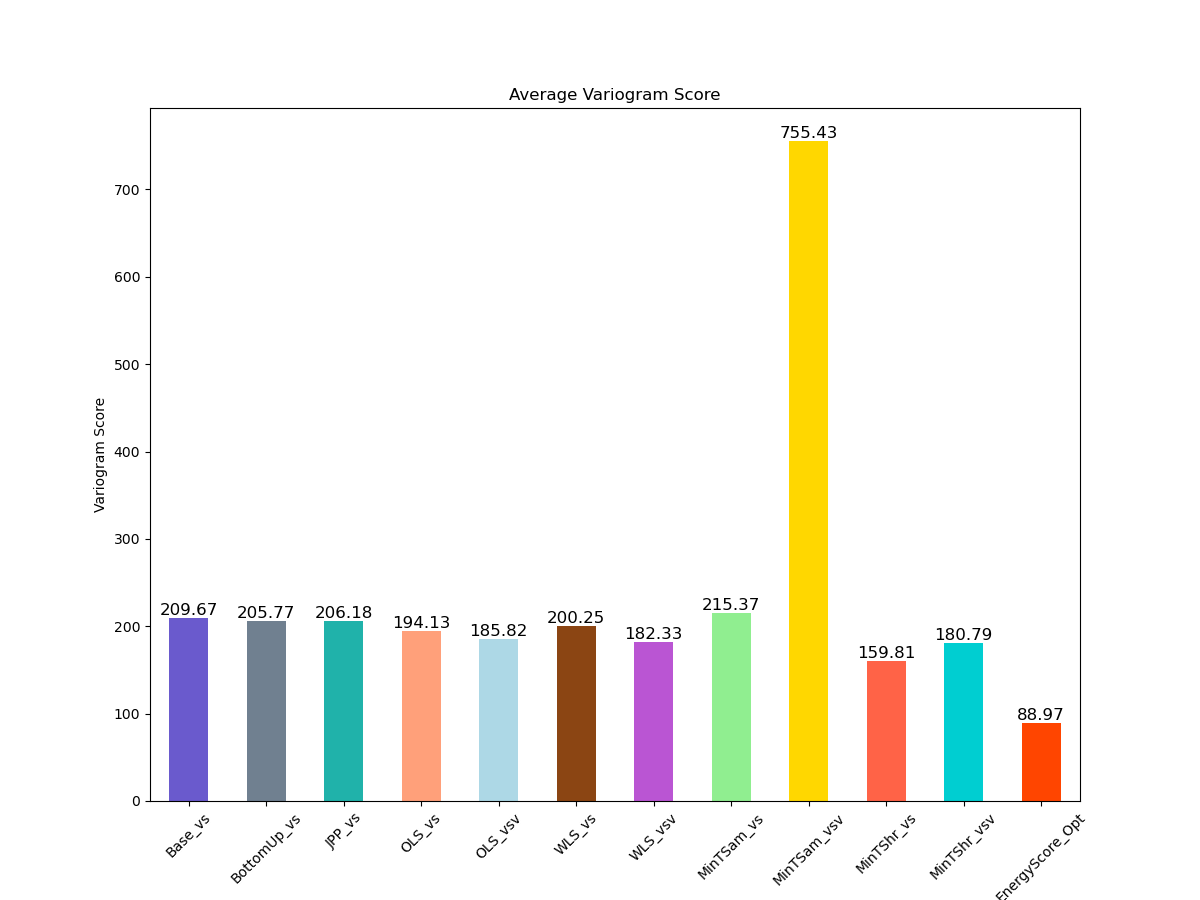 Average Variogram Score
Variogram Score
700
600
500
400
300
200
100
0
209.67
205.77
206.18
194.13
185.82
200.25
182.33
215.37
755.43
159.81
180.79
88.97
Base_vs
BottomUp_vs
JPP_vs
OLS_vs
OLS_vsv
WLS_vs
WLS_vsv
MinTSam_vs
MinTSam_vsv
MinTShr_vs
MinTShr_vsv
EnergyScore_Opt